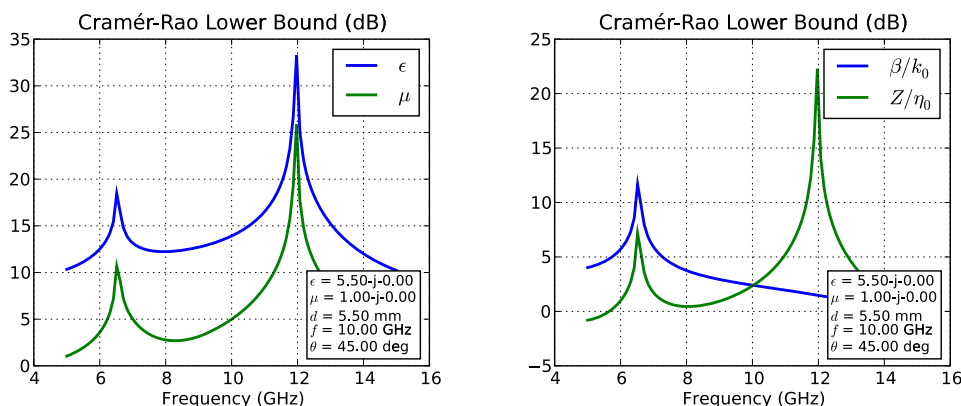 Cramér-Rao Lower Bound (dB)
35
30
25
20
15
10
5
0
4
6
8
10
12
14
16
Frequency (GHz)
ϵ
μ
ϵ = 5.50-j-0.00
μ = 1.00-j-0.00
d = 5.50 mm
f = 10.00 GHz
θ = 45.00 deg
Cramér-Rao Lower Bound (dB)
25
20
15
10
5
0
−5
4
6
8
10
12
14
16
Frequency (GHz)
β/k₀
Z/η₀
ϵ = 5.50-j-0.00
μ = 1.00-j-0.00
d = 5.50 mm
f = 10.00 GHz
θ = 45.00 deg